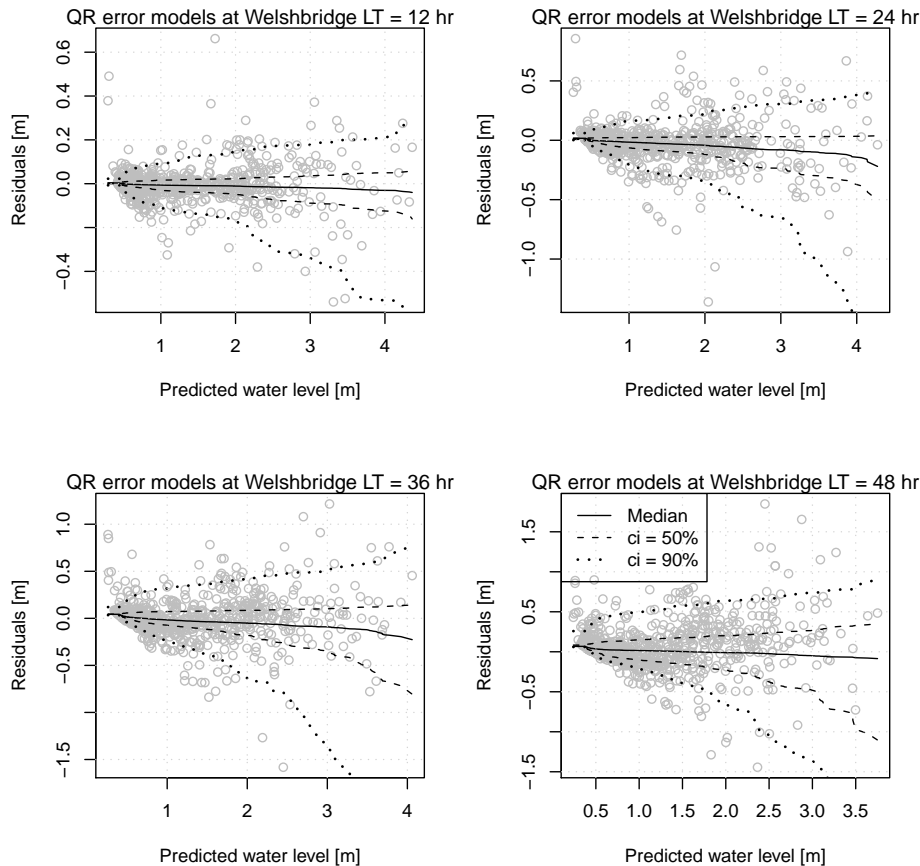 QR error models at Welshbridge LT = 12 hr
Residuals [m]
0.6
0.4
0.2
0.0
−0.4
1
2
3
4
Predicted water level [m]
QR error models at Welshbridge LT = 24 hr
Residuals [m]
0.5
0.0
−0.5
−1.0
1
2
3
4
Predicted water level [m]
QR error models at Welshbridge LT = 36 hr
Residuals [m]
1.0
0.5
0.0
−0.5
−1.5
1
2
3
4
Predicted water level [m]
QR error models at Welshbridge LT = 48 hr
Median
ci = 50%
ci = 90%
Residuals [m]
1.5
0.5
−0.5
−1.5
0.5
1.0
1.5
2.0
2.5
3.0
3.5
Predicted water level [m]